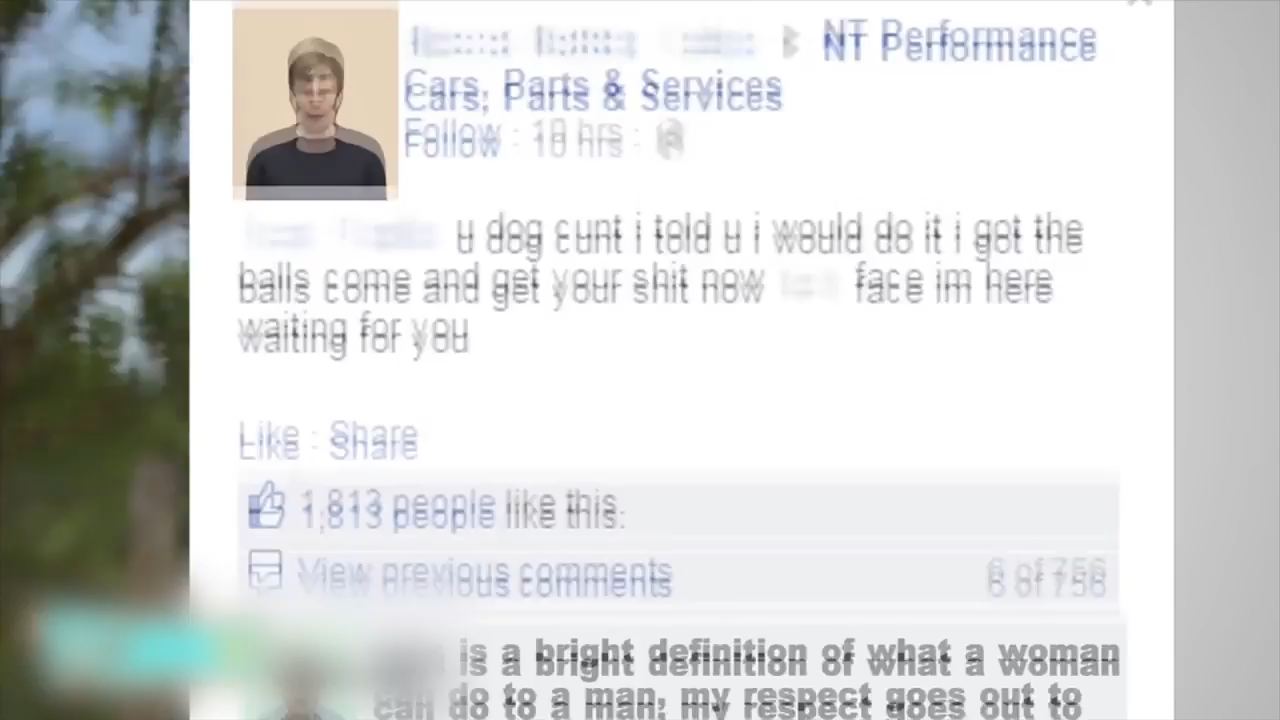 NT Performance
Cars, Parts & Services
Follow · 10 hrs ·
u dog cunt i told u i would do it i got the
balls come and get your shit now face im here
waiting for you
Like · Share
1,813 people like this.
View previous comments 6 of 756
is a bright definition of what a woman
can do to a man, my respect goes out to